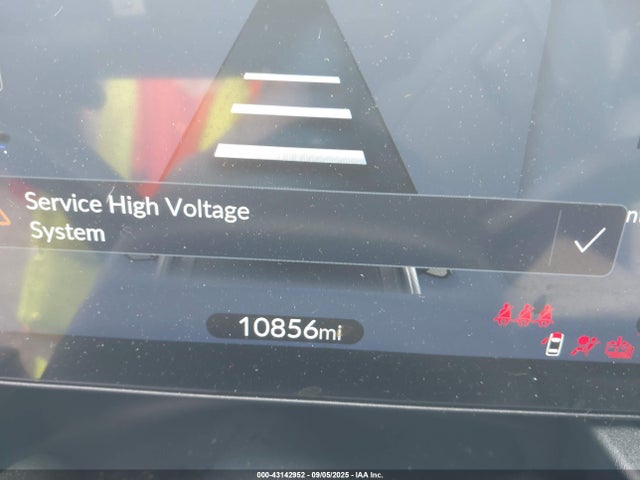 Service High Voltage
System
10856mi
000-43142952 - 09/05/2025 - IAA Inc.